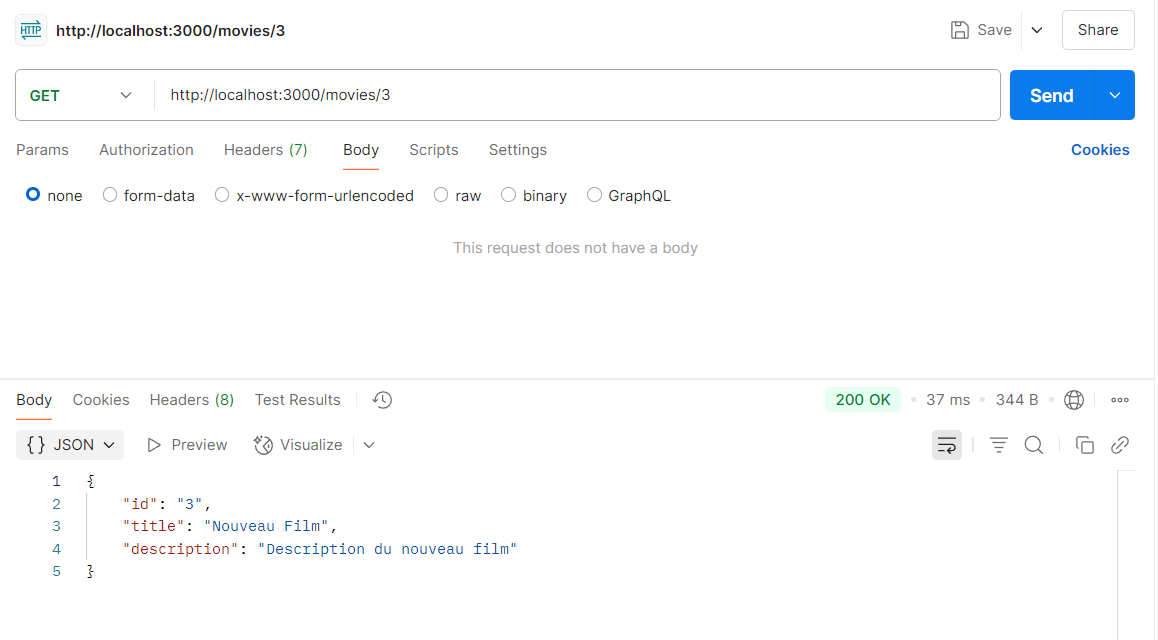 HTTP http://localhost:3000/movies/3 Save Share
GET http://localhost:3000/movies/3 Send
Params Authorization Headers (7) Body Scripts Settings Cookies
none form-data x-www-form-urlencoded raw binary GraphQL
This request does not have a body
Body Cookies Headers (8) Test Results 200 OK • 37 ms • 344 B •
{} JSON Preview Visualize
1 {
2 "id": "3",
3 "title": "Nouveau Film",
4 "description": "Description du nouveau film"
5 }